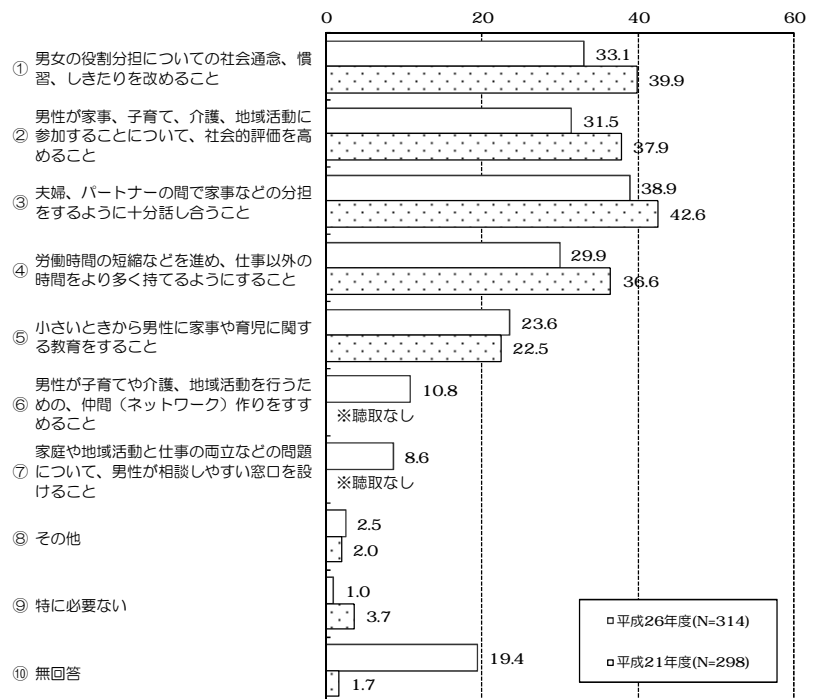 0 20 40 60
① 男女の役割分担についての社会通念、慣
習、しきたりを改めること
33.1
39.9
② 男性が家事、子育て、介護、地域活動に
参加することについて、社会的評価を高
めること
31.5
37.9
③ 夫婦、パートナーの間で家事などの分担
をするように十分話し合うこと
38.9
42.6
④ 労働時間の短縮などを進め、仕事以外の
時間をより多く持てるようにすること
29.9
36.6
⑤ 小さいときから男性に家事や育児に関す
る教育をすること
23.6
22.5
⑥ 男性が子育てや介護、地域活動を行うた
めの、仲間（ネットワーク）作りをすす
めること
10.8
※聴取なし
⑦ 家庭や地域活動と仕事の両立などの問題
について、男性が相談しやすい窓口を設
けること
8.6
※聴取なし
⑧ その他
2.5
2.0
⑨ 特に必要ない
1.0
3.7
⑩ 無回答
19.4
1.7
平成26年度(N=314)
平成21年度(N=298)